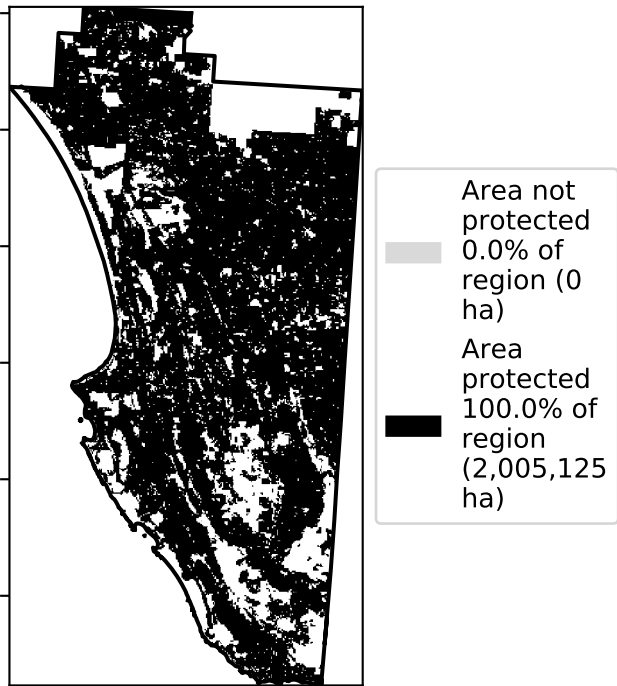 Area not
protected
0.0% of
region (0
ha)
Area
protected
100.0% of
region
(2,005,125
ha)